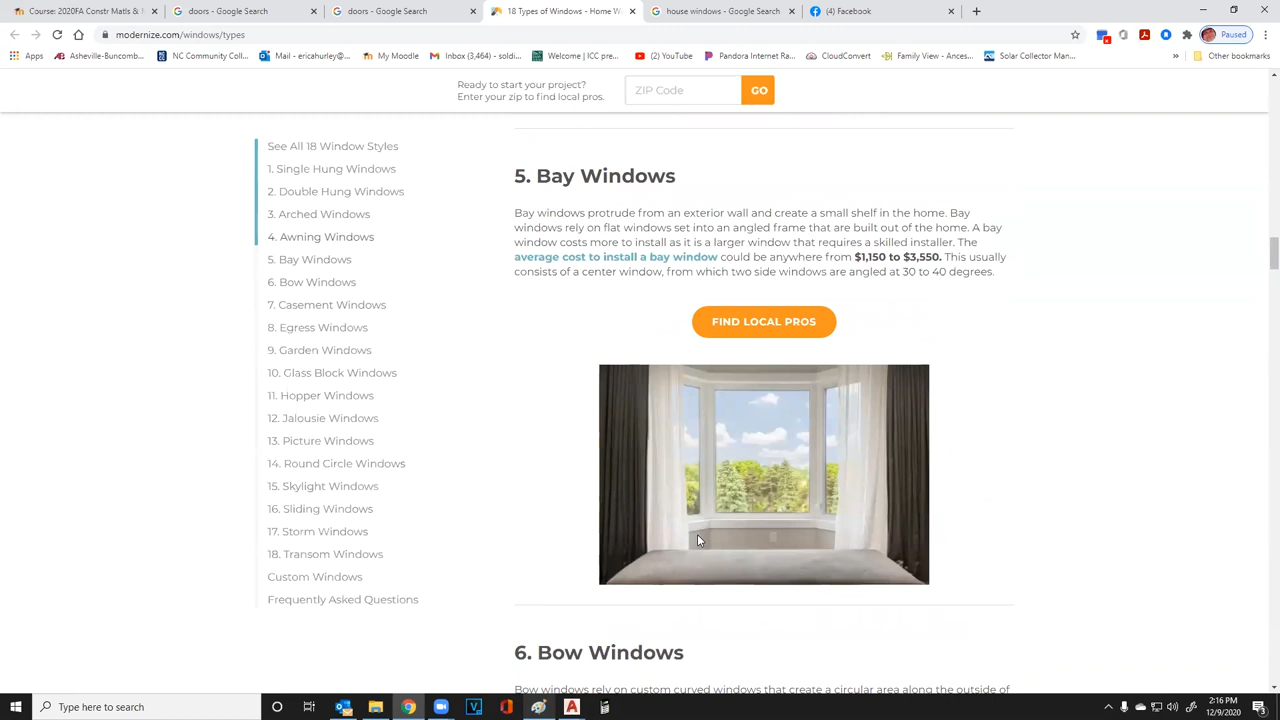 Course: 2020FA Constr Matls &
doors - Google Search
doors - Google Search
18 Types of Windows - Home W
house windows - Google Search
(4) Facebook
modernize.com/windows/types
Paused
Apps
Asheville-Buncomb...
NC Community Coll...
Mail - ericahurley@...
My Moodle
Inbox (3,464) - soldi...
Welcome | ICC pre...
(2) YouTube
Pandora Internet Ra...
CloudConvert
Family View - Ances...
Solar Collector Man...
»
Other bookmarks
Ready to start your project?
Enter your zip to find local pros.
ZIP Code
GO
See All 18 Window Styles
1. Single Hung Windows
2. Double Hung Windows
3. Arched Windows
4. Awning Windows
5. Bay Windows
6. Bow Windows
7. Casement Windows
8. Egress Windows
9. Garden Windows
10. Glass Block Windows
11. Hopper Windows
12. Jalousie Windows
13. Picture Windows
14. Round Circle Windows
15. Skylight Windows
16. Sliding Windows
17. Storm Windows
18. Transom Windows
Custom Windows
Frequently Asked Questions
5. Bay Windows
Bay windows protrude from an exterior wall and create a small shelf in the home. Bay
windows rely on flat windows set into an angled frame that are built out of the home. A bay
window costs more to install as it is a larger window that requires a skilled installer. The
average cost to install a bay window could be anywhere from $1,150 to $3,550. This usually
consists of a center window, from which two side windows are angled at 30 to 40 degrees.
FIND LOCAL PROS
6. Bow Windows
Bow windows rely on custom curved windows that create a circular area along the outside of
Type here to search
2:16 PM
12/9/2020